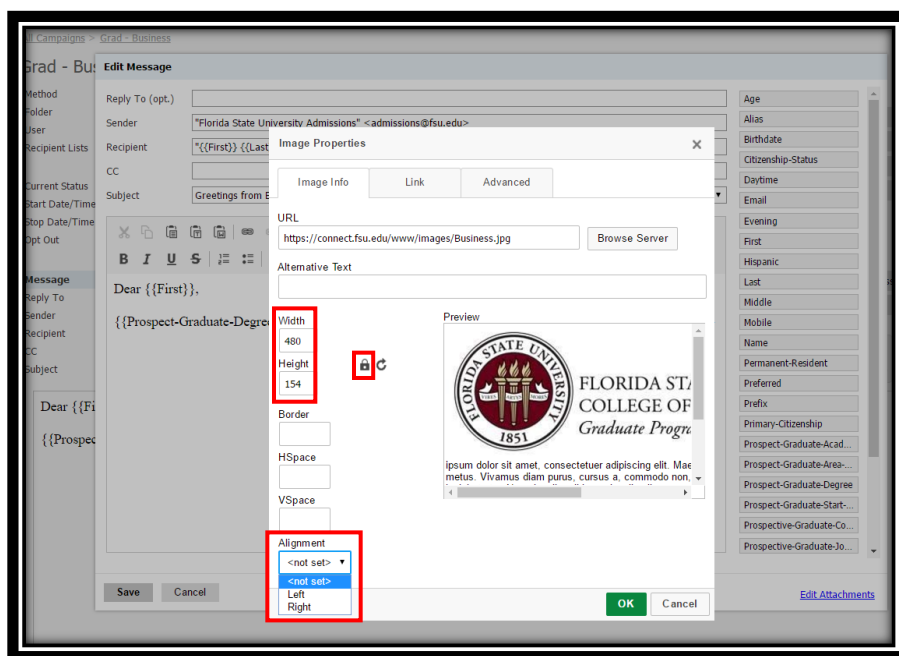 All Campaigns > Grad - Business
Grad - Bus
Edit Message
Method
Folder
User
Recipient Lists
Current Status
Start Date/Time
Stop Date/Time
Opt Out
Message
Reply To
Sender
Recipient
CC
Subject
Dear {{Fi
{{Prospec
Reply To (opt.)
Sender
"Florida State University Admissions" <admissions@fsu.edu>
Recipient
"{{First}} {{Last
CC
Subject
Greetings from
B I U S
Dear {{First}},
{{Prospect-Graduate-Degree
Save
Cancel
Edit Attachments
Image Properties
Image Info
Link
Advanced
URL
https://connect.fsu.edu/www/images/Business.jpg
Browse Server
Alternative Text
Width
480
Height
154
Border
HSpace
VSpace
Alignment
<not set>
<not set>
Left
Right
Preview
FLORIDA STATE UNIVERSITY
VIRES ARTES MORES
1851
FLORIDA STA
COLLEGE OF
Graduate Progra
ipsum dolor sit amet, consectetuer adipiscing elit. Mae
metus. Vivamus diam purus, cursus a, commodo non,
OK
Cancel
Age
Alias
Birthdate
Citizenship-Status
Daytime
Email
Evening
First
Hispanic
Last
Middle
Mobile
Name
Permanent-Resident
Preferred
Prefix
Primary-Citizenship
Prospect-Graduate-Acad...
Prospect-Graduate-Area-...
Prospect-Graduate-Degree
Prospect-Graduate-Start-...
Prospective-Graduate-Co...
Prospective-Graduate-Jo...